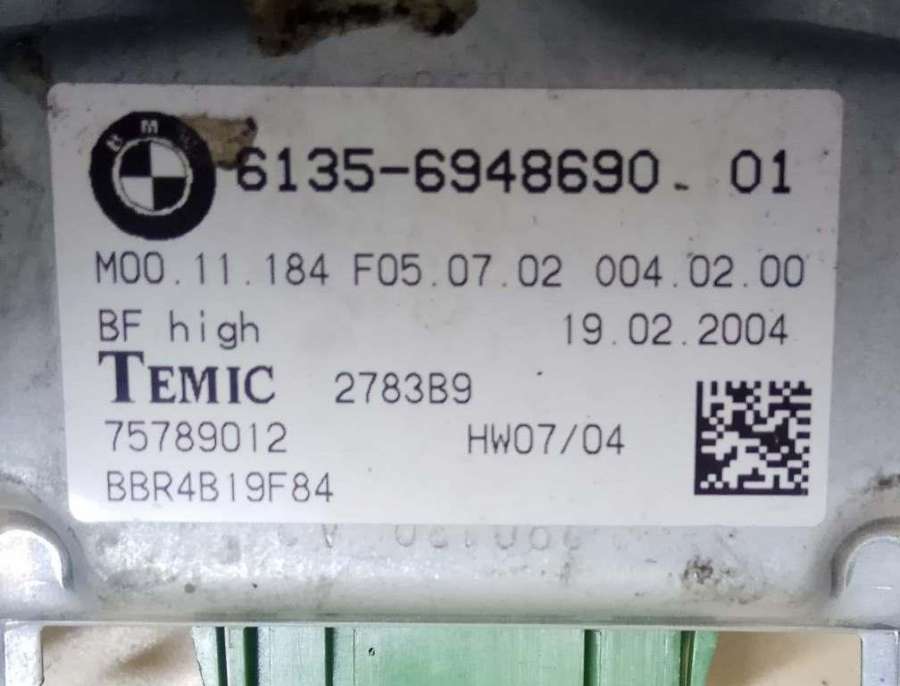 BMW
6135-6948690. 01
M00.11.184 F05.07.02 004.02.00
BF high 19.02.2004
TEMIC 2783B9
75789012 HW07/04
BBR4B19F84